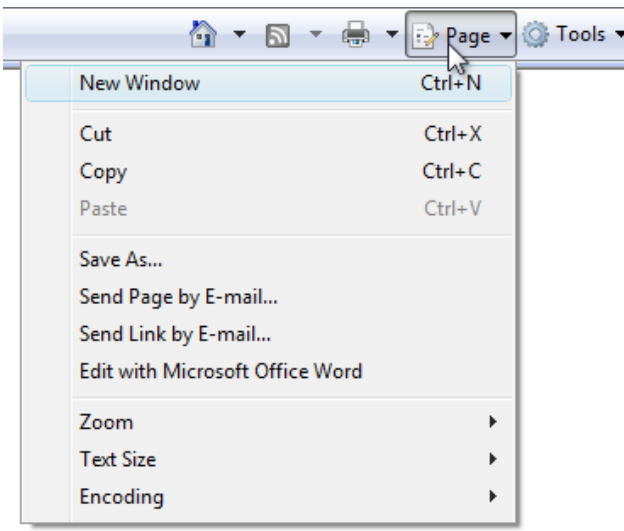 Page Tools
New Window Ctrl+N
Cut Ctrl+X
Copy Ctrl+C
Paste Ctrl+V
Save As...
Send Page by E-mail...
Send Link by E-mail...
Edit with Microsoft Office Word
Zoom
Text Size
Encoding